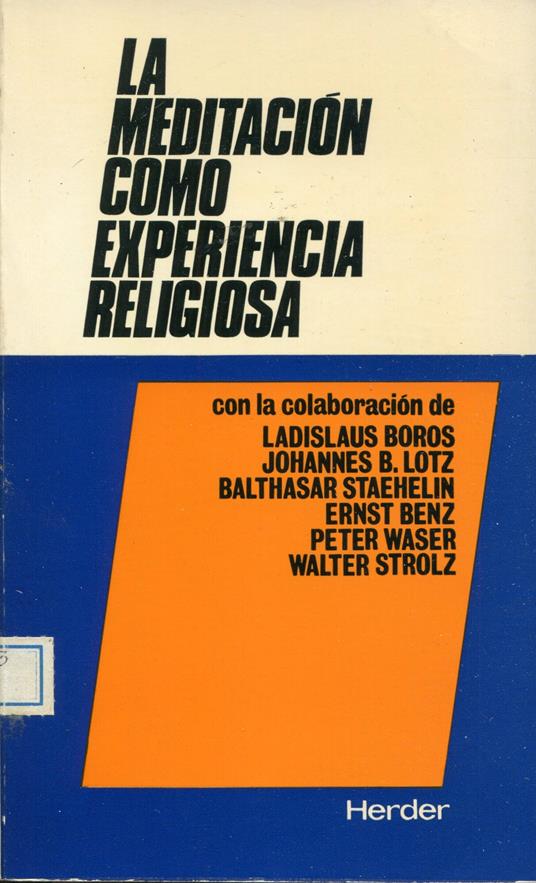 LA
MEDITACIÓN
COMO
EXPERIENCIA
RELIGIOSA
con la colaboración de
LADISLAUS BOROS
JOHANNES B. LOTZ
BALTHASAR STAEHELIN
ERNST BENZ
PETER WASER
WALTER STROLZ
Herder